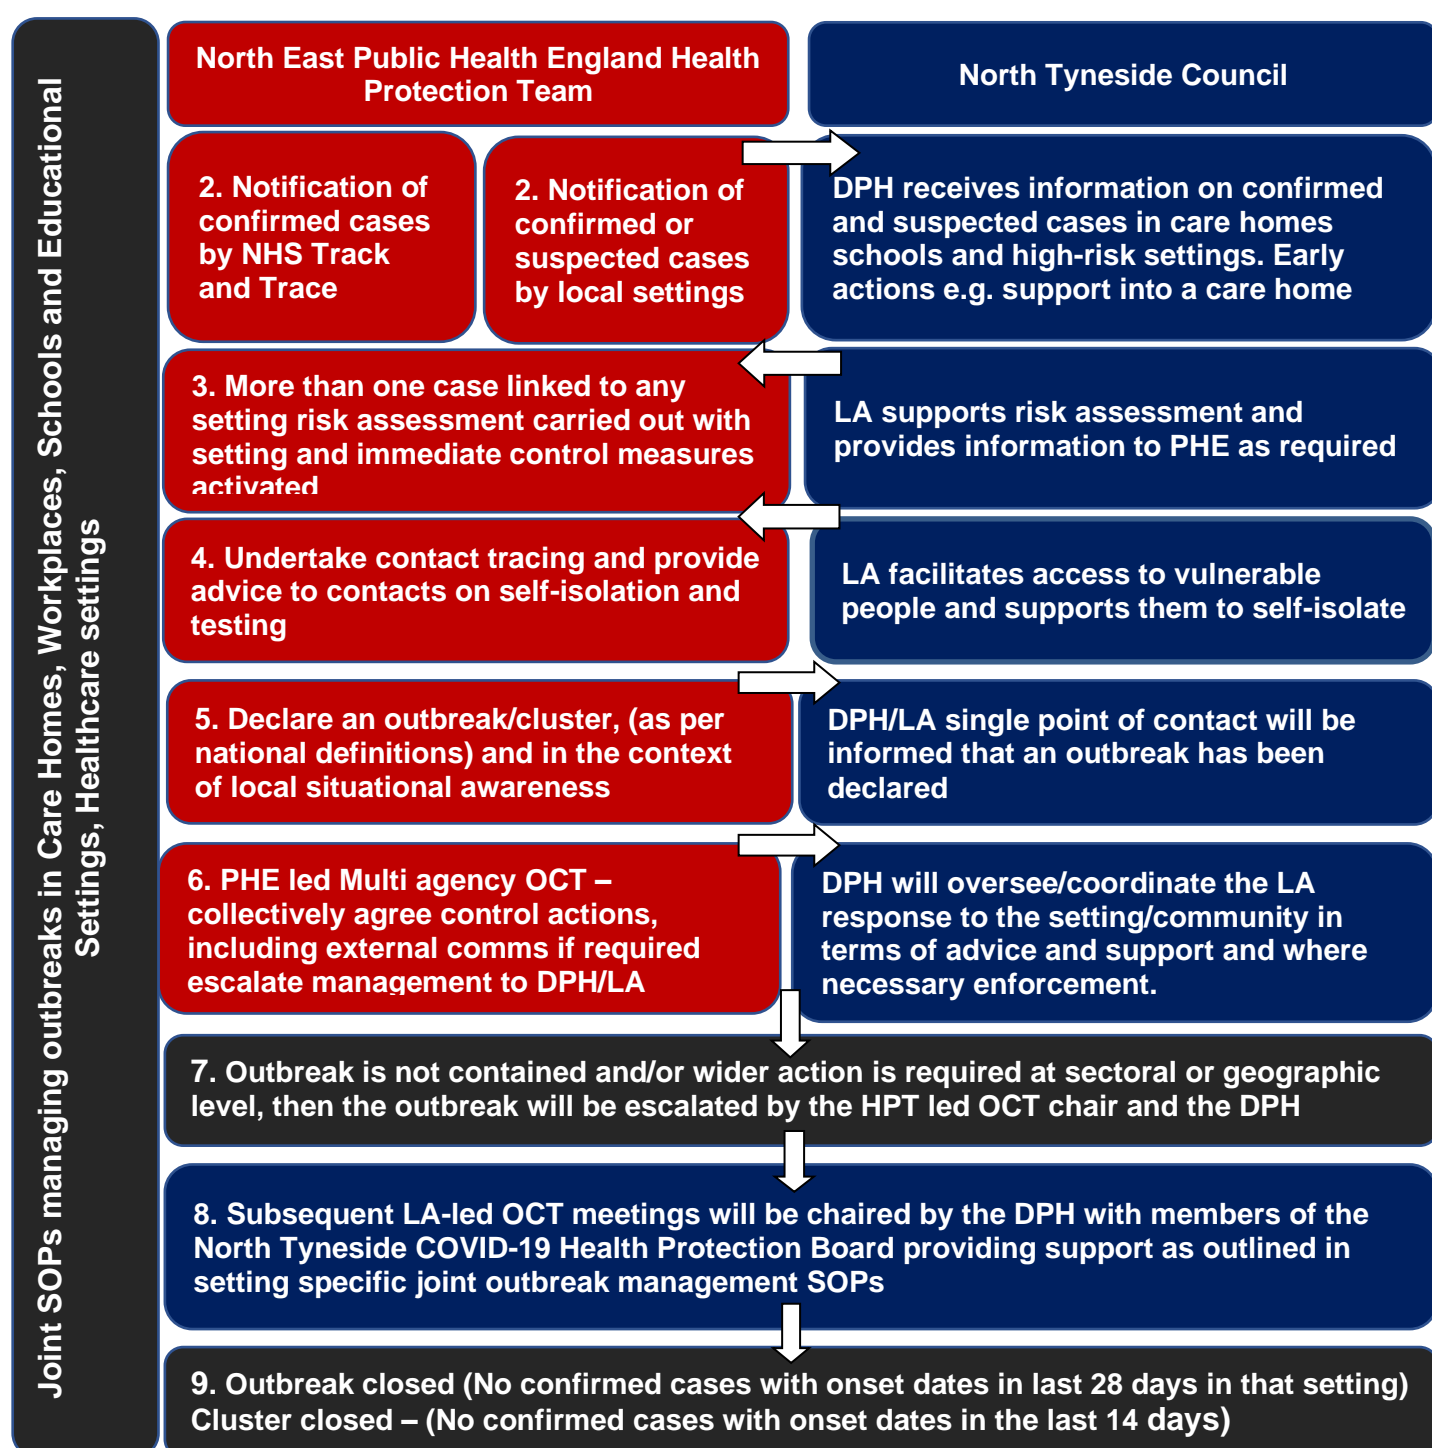 Joint SOPs managing outbreaks in Care Homes, Workplaces, Schools and Educational
Settings, Healthcare settings
North East Public Health England Health
Protection Team
North Tyneside Council
2. Notification of
confirmed cases
by NHS Track
and Trace
2. Notification of
confirmed or
suspected cases
by local settings
DPH receives information on confirmed
and suspected cases in care homes
schools and high-risk settings. Early
actions e.g. support into a care home
3. More than one case linked to any
setting risk assessment carried out with
setting and immediate control measures
activated
LA supports risk assessment and
provides information to PHE as required
4. Undertake contact tracing and provide
advice to contacts on self-isolation and
testing
LA facilitates access to vulnerable
people and supports them to self-isolate
5. Declare an outbreak/cluster, (as per
national definitions) and in the context
of local situational awareness
DPH/LA single point of contact will be
informed that an outbreak has been
declared
6. PHE led Multi agency OCT –
collectively agree control actions,
including external comms if required
escalate management to DPH/LA
DPH will oversee/coordinate the LA
response to the setting/community in
terms of advice and support and where
necessary enforcement.
7. Outbreak is not contained and/or wider action is required at sectoral or geographic
level, then the outbreak will be escalated by the HPT led OCT chair and the DPH
8. Subsequent LA-led OCT meetings will be chaired by the DPH with members of the
North Tyneside COVID-19 Health Protection Board providing support as outlined in
setting specific joint outbreak management SOPs
9. Outbreak closed (No confirmed cases with onset dates in last 28 days in that setting)
Cluster closed – (No confirmed cases with onset dates in the last 14 days)